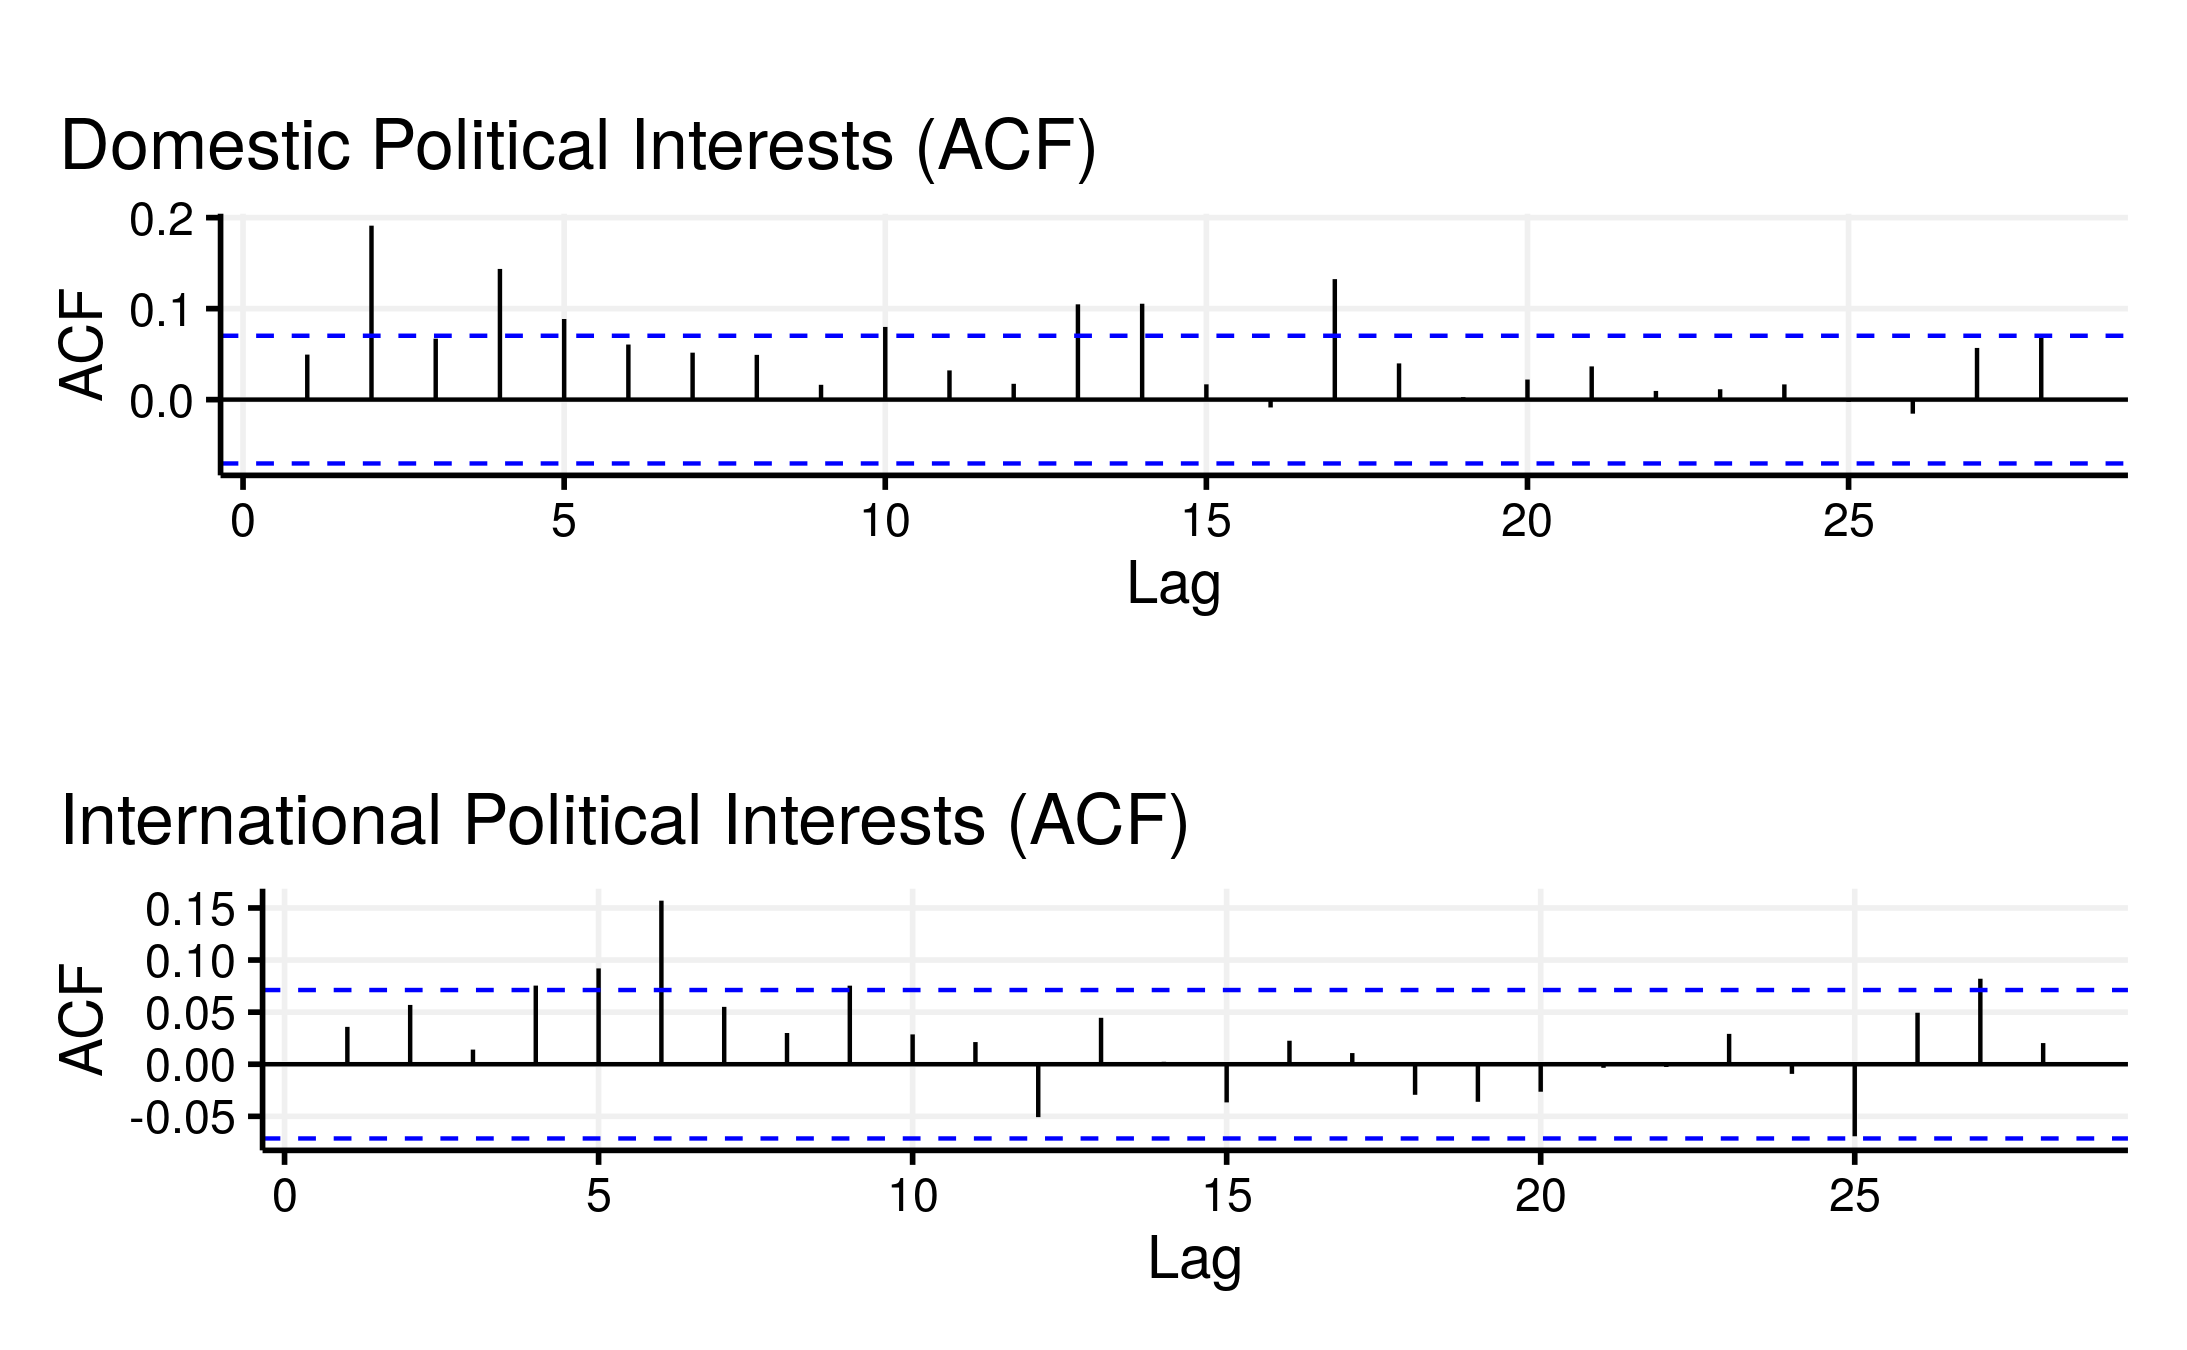 Domestic Political Interests (ACF)
0.2
0.1
0.0
ACF
0 5 10 15 20 25
Lag
International Political Interests (ACF)
0.15
0.10
0.05
0.00
-0.05
ACF
0 5 10 15 20 25
Lag